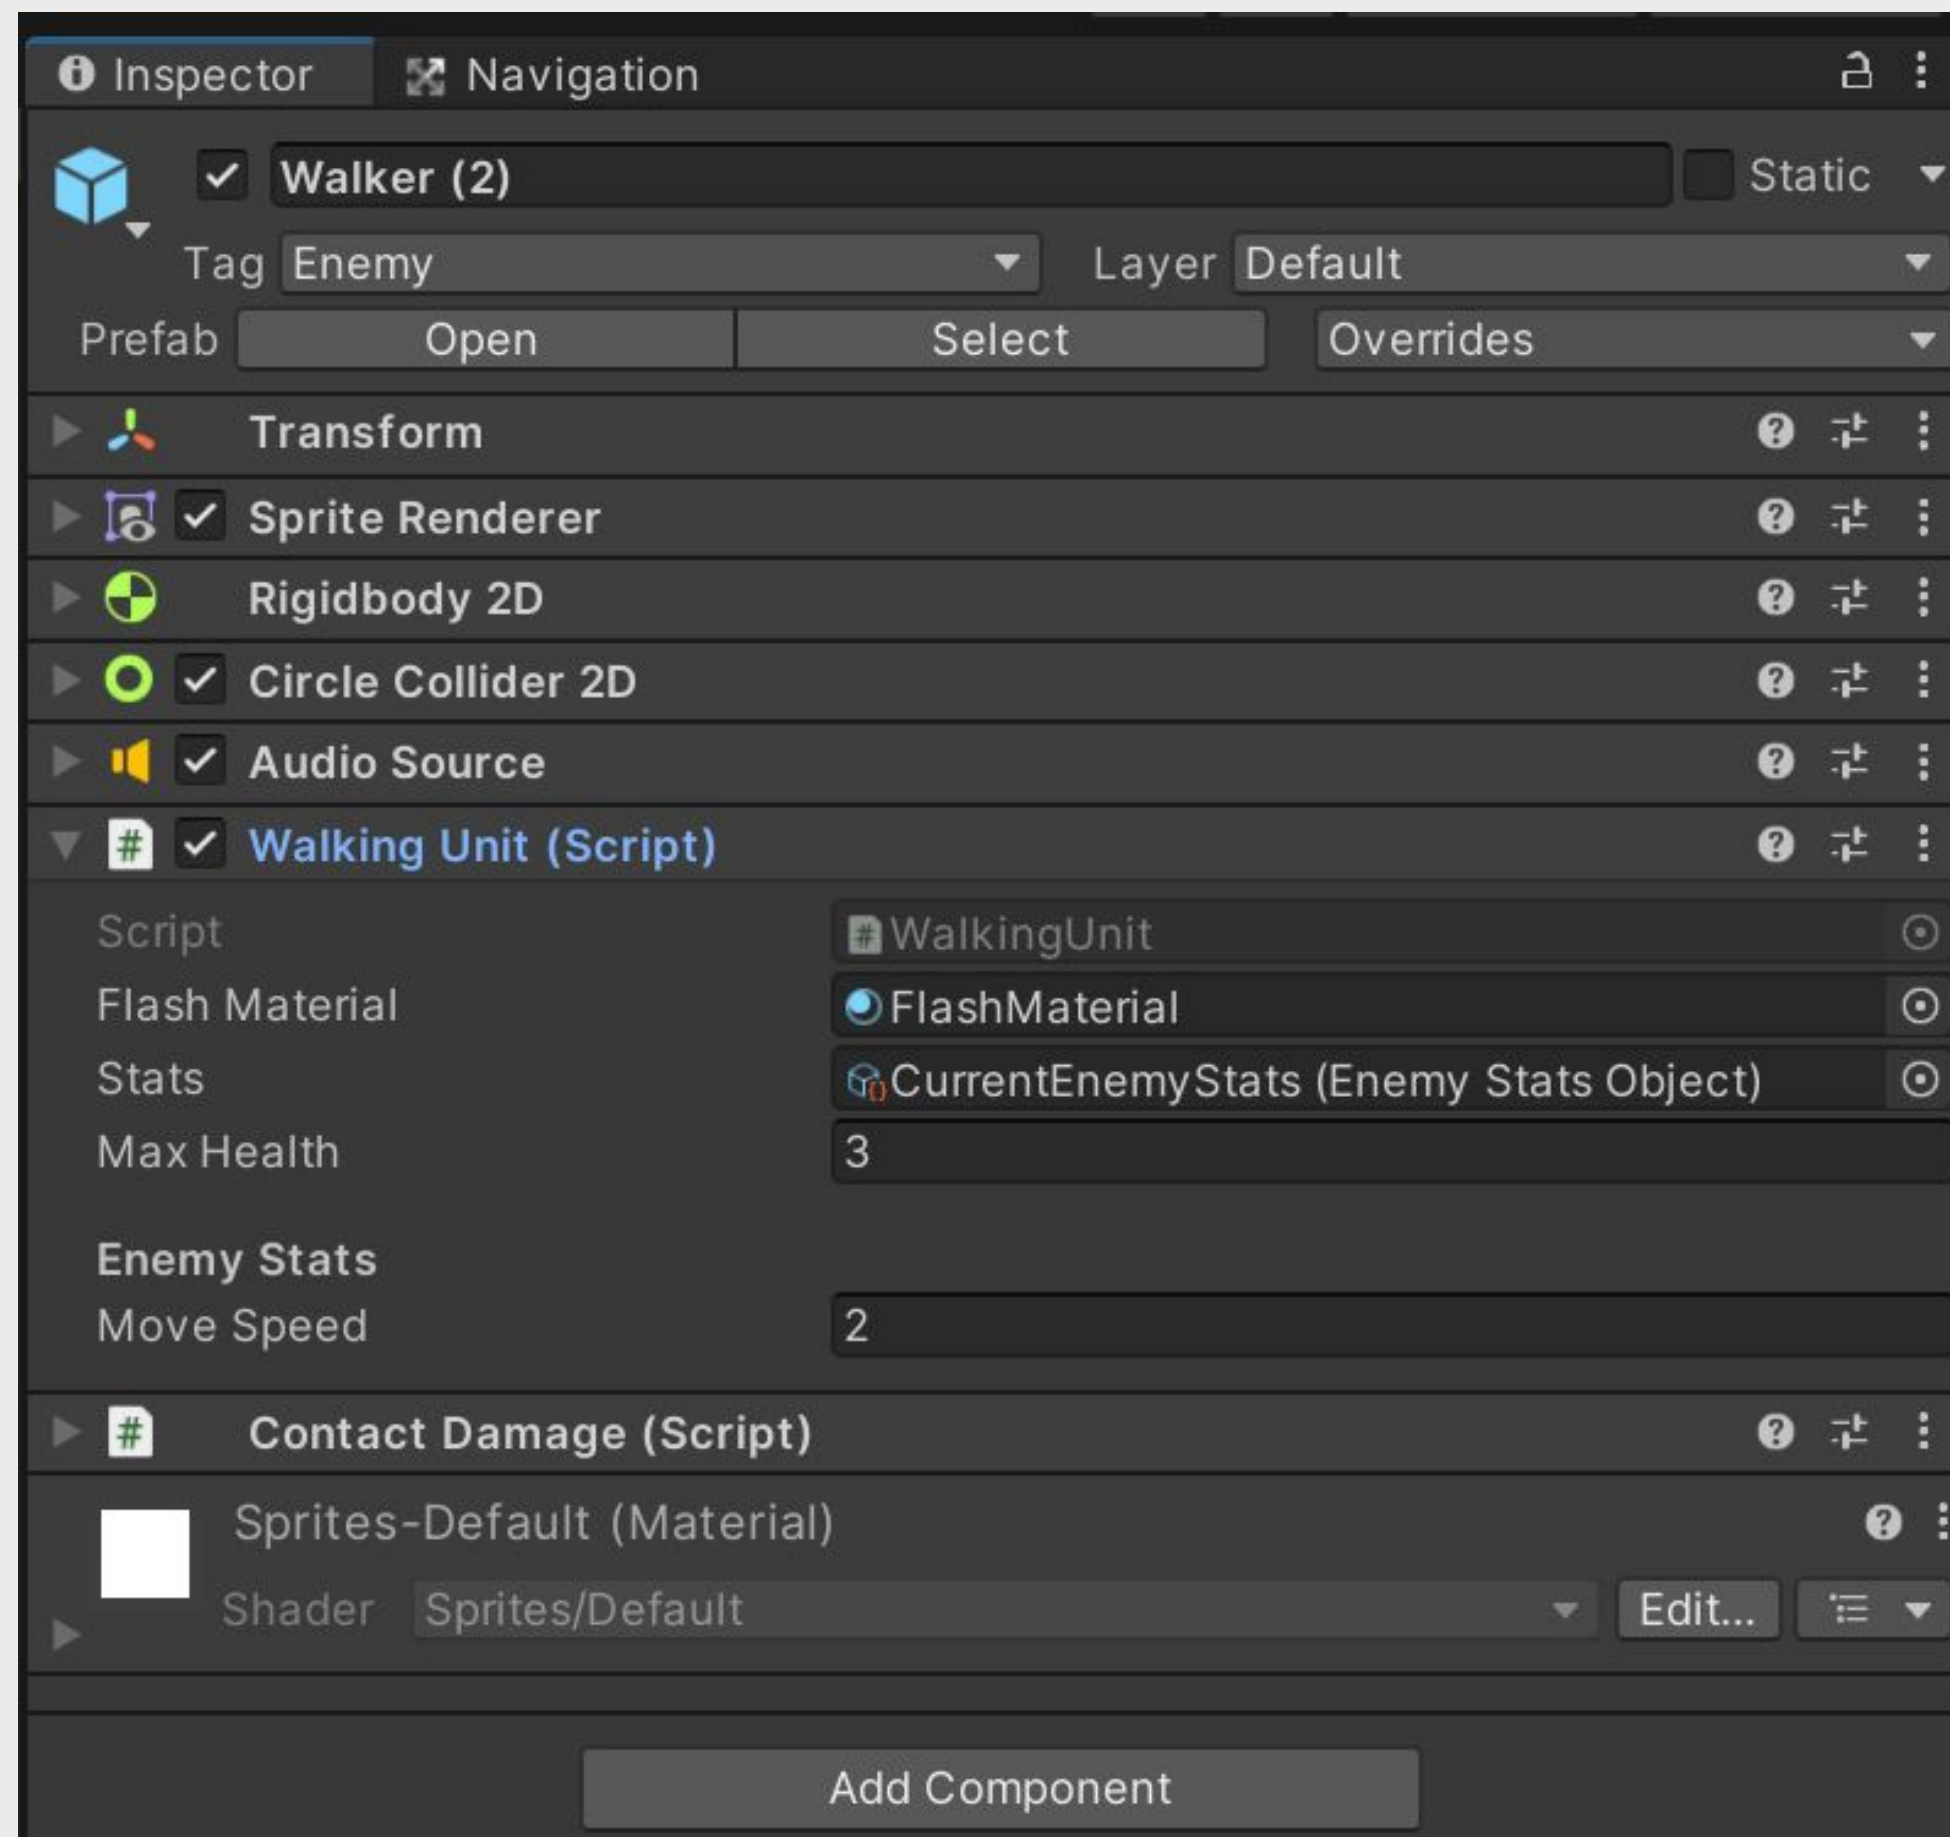 Inspector Navigation
Walker (2) Static
Tag Enemy Layer Default
Prefab Open Select Overrides
Transform
Sprite Renderer
Rigidbody 2D
Circle Collider 2D
Audio Source
# Walking Unit (Script)
Script # WalkingUnit
Flash Material FlashMaterial
Stats {} CurrentEnemyStats (Enemy Stats Object)
Max Health 3
Enemy Stats
Move Speed 2
# Contact Damage (Script)
Sprites-Default (Material)
Shader Sprites/Default Edit...
Add Component